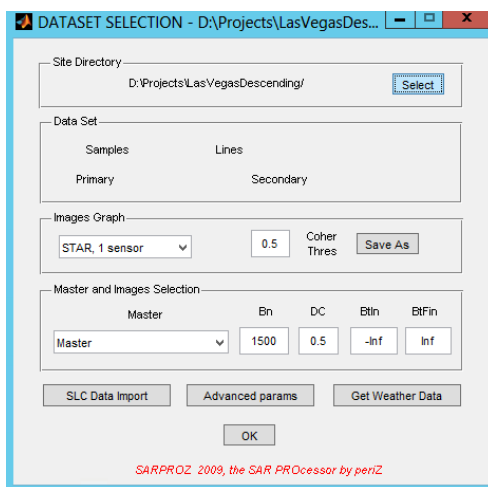 DATASET SELECTION - D:\Projects\LasVegasDes...
Site Directory
D:\Projects\LasVegasDescending/ Select
Data Set
Samples Lines
Primary Secondary
Images Graph
STAR, 1 sensor 0.5 Coher Thres Save As
Master and Images Selection
Master Bn DC BtIn BtFin
Master 1500 0.5 -Inf Inf
SLC Data Import Advanced params Get Weather Data
OK
SARPROZ 2009, the SAR PROcessor by periZ